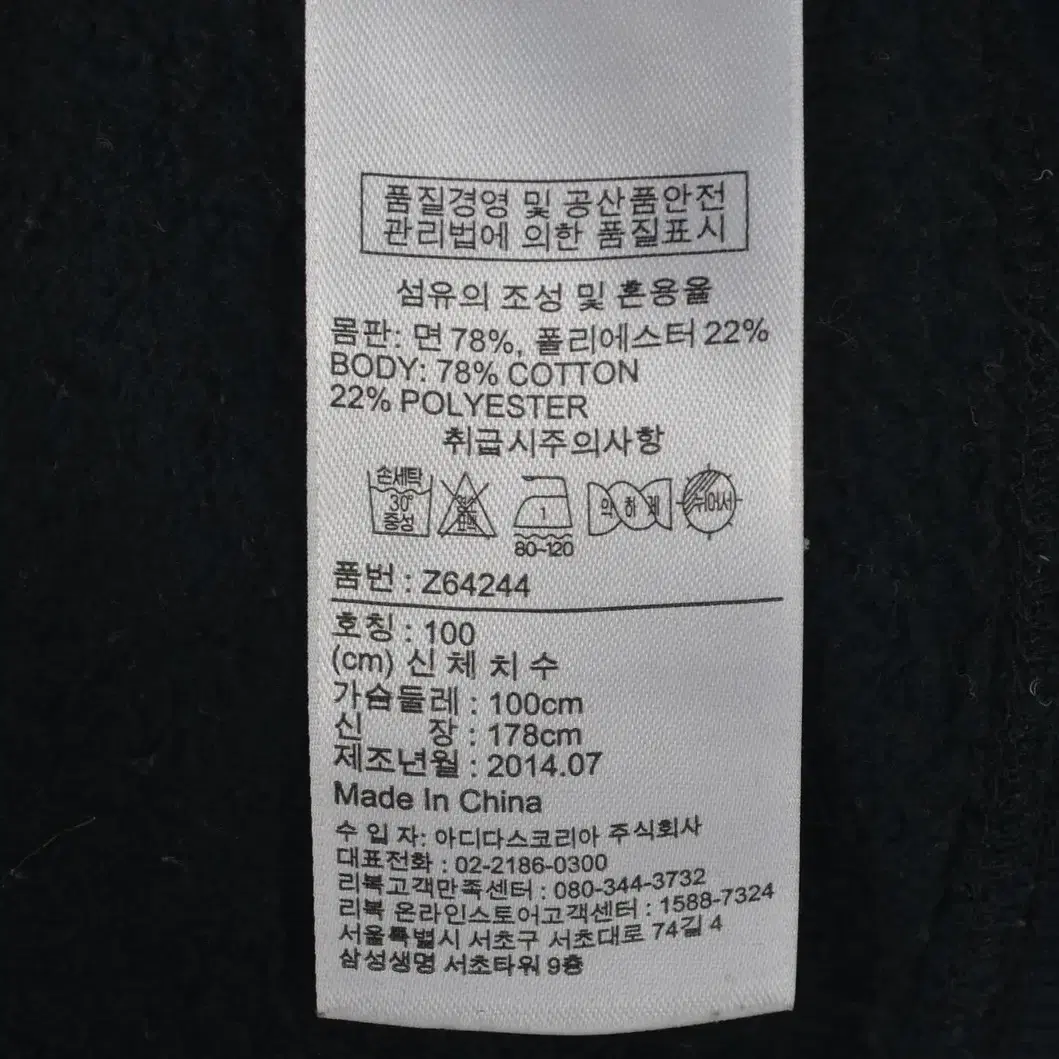 품질경영 및 공산품안전
관리법에 의한 품질표시
섬유의 조성 및 혼용율
몸판: 면 78%, 폴리에스터 22%
BODY: 78% COTTON
22% POLYESTER
취급시주의사항
손세탁
30°
중성
1
80~120
약하게
뉘어서
품번 : Z64244
호칭 : 100
(cm) 신 체 치 수
가슴둘레 : 100cm
신 장 : 178cm
제조년월 : 2014.07
Made In China
수 입 자: 아디다스코리아 주식회사
대표전화 : 02-2186-0300
리복고객만족센터 : 080-344-3732
리복 온라인스토어고객센터 : 1588-7324
서울특별시 서초구 서초대로 74길 4
삼성생명 서초타워 9층